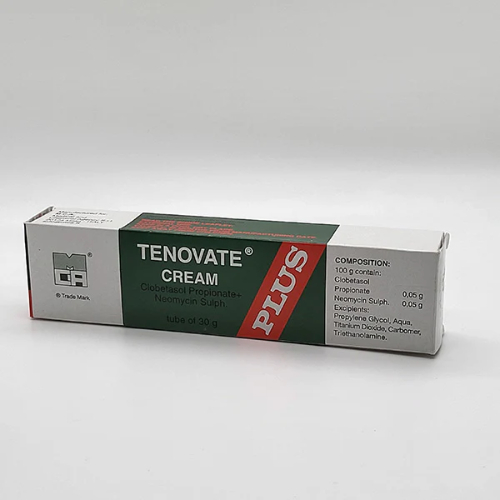 TENOVATE®
CREAM
Clobetasol Propionate+
Neomycin Sulph
tube of 30 g
PLUS
®
® Trade Mark
COMPOSITION:
100 g contain:
Clobetasol
Propionate 0,05 g
Neomycin Sulph. 0,05 g
Excipients:
Propylene Glycol, Aqua,
Titanium Dioxide, Carbomer,
Triethanolamine.